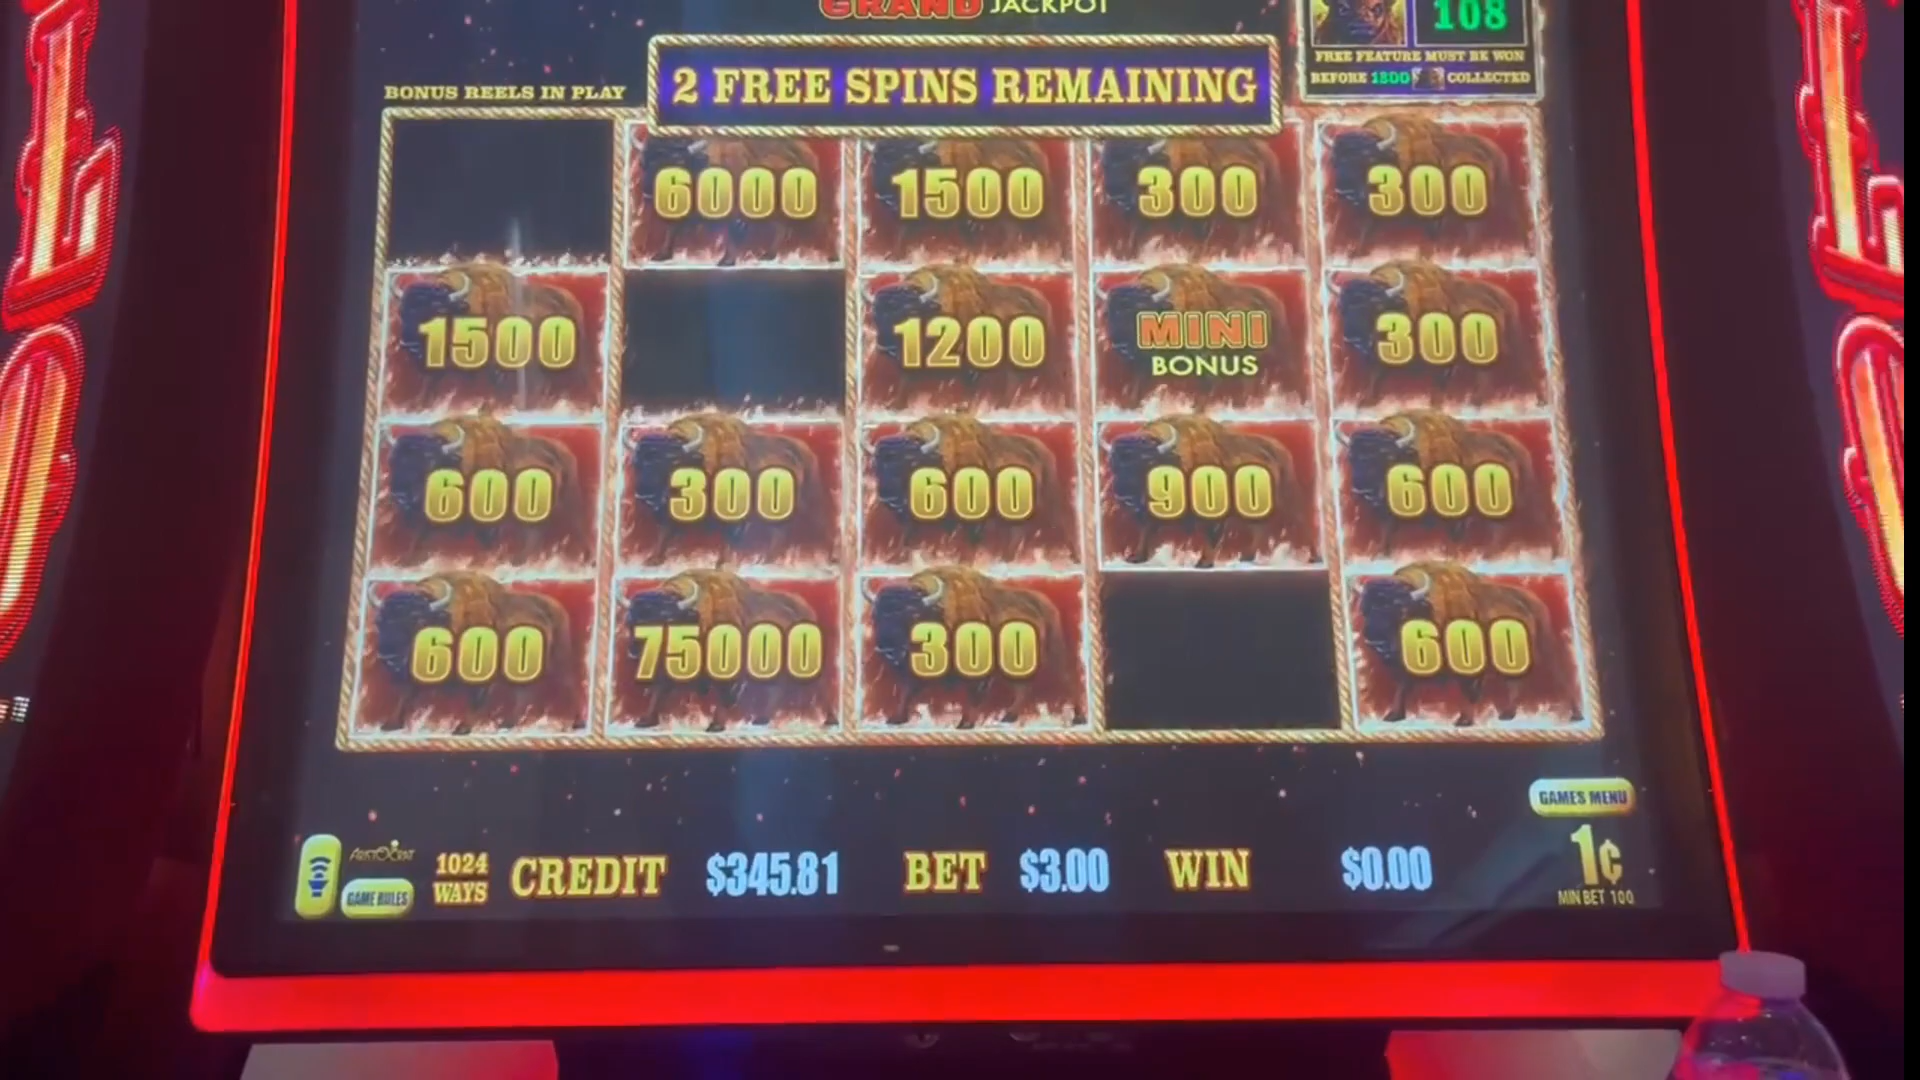 GRAND JACKPOT
108
FREE FEATURE MUST BE WON
BEFORE 1800 COLLECTED
BONUS REELS IN PLAY
2 FREE SPINS REMAINING
6000 1500 300 300
1500 1200 MINI BONUS 300
600 300 600 900 600
600 75000 300 600
GAMES MENU
ARISTOCRAT
GAME RULES
1024 WAYS
CREDIT $345.81 BET $3.00 WIN $0.00
1¢
MIN BET 100